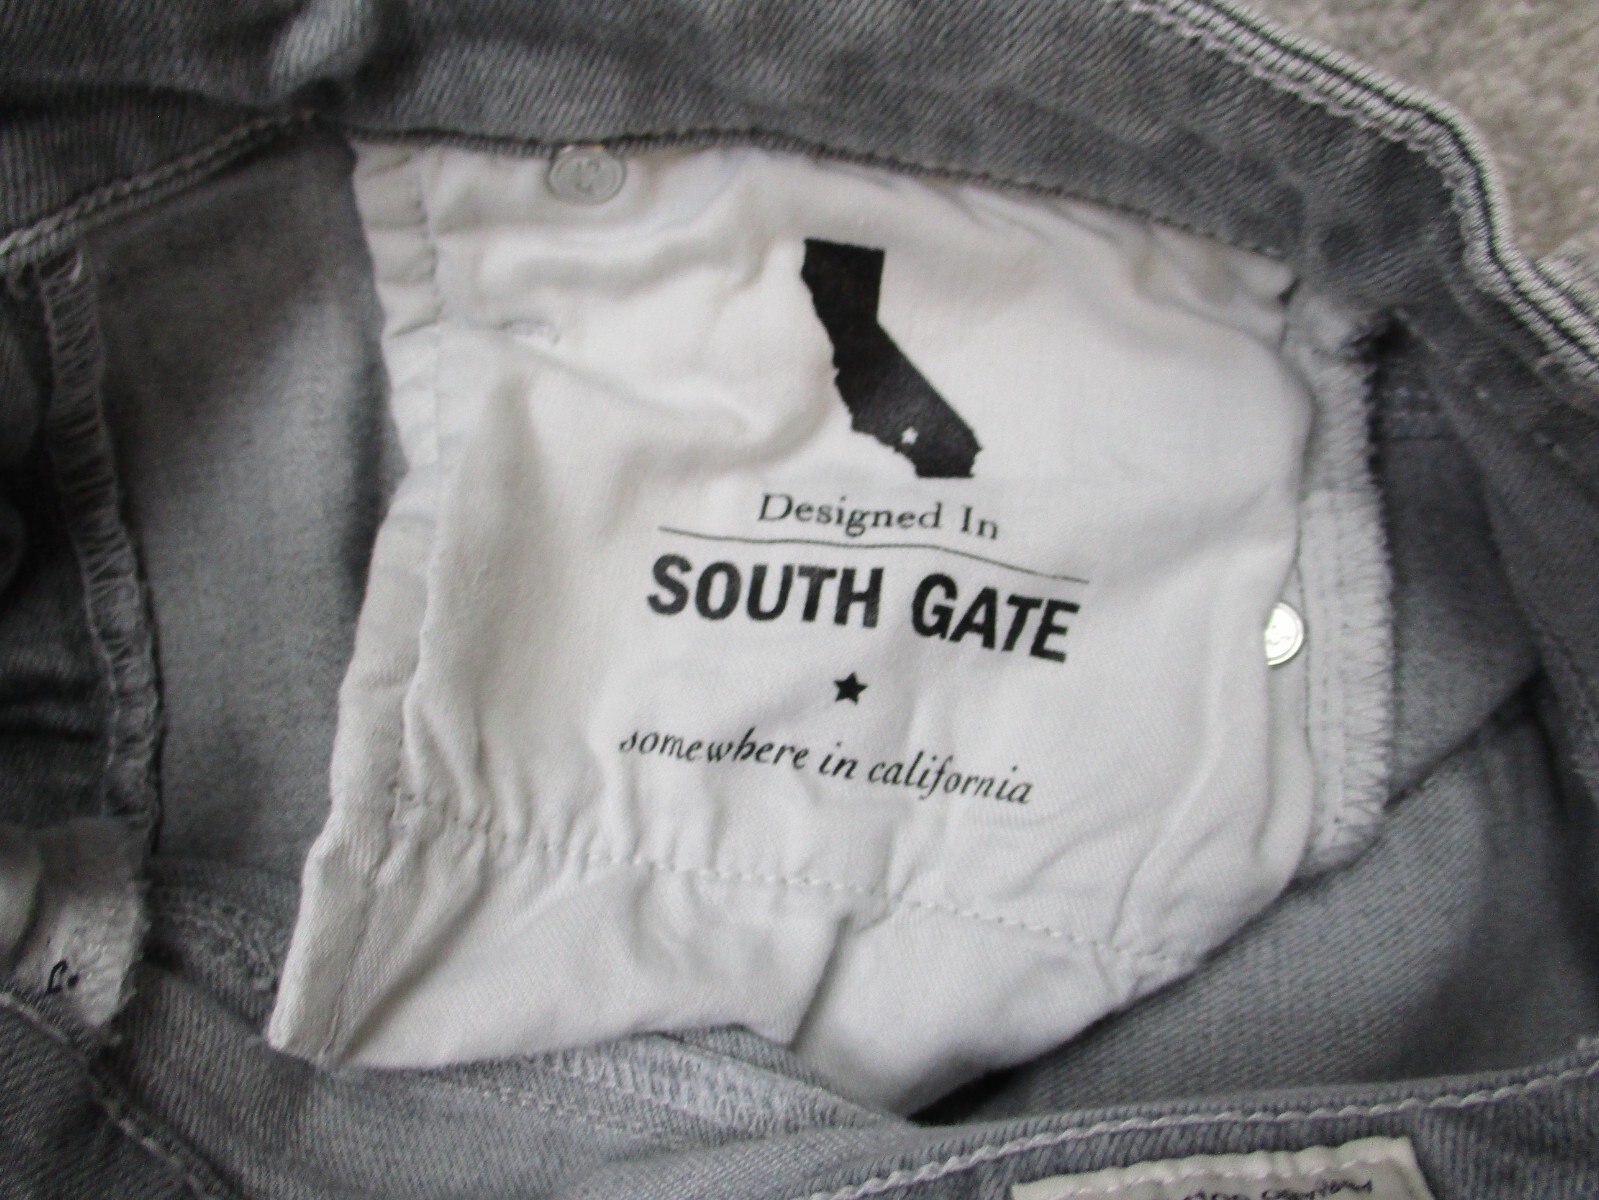 Designed In
SOUTH GATE
somewhere in california